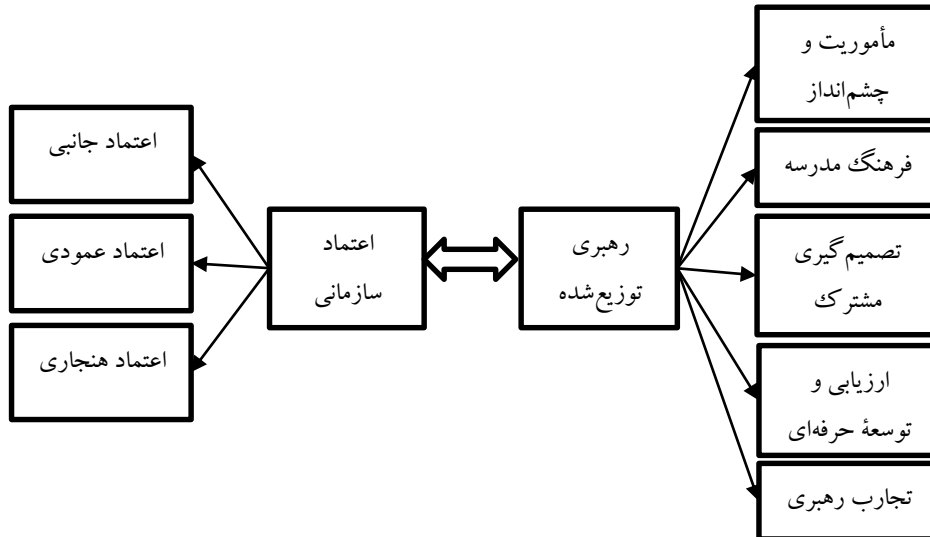 مأموریت و
چشم‌انداز
فرهنگ مدرسه
تصمیم‌گیری
مشترک
ارزیابی و
توسعهٔ حرفه‌ای
تجارب رهبری
رهبری
توزیع‌شده
اعتماد
سازمانی
اعتماد جانبی
اعتماد عمودی
اعتماد هنجاری